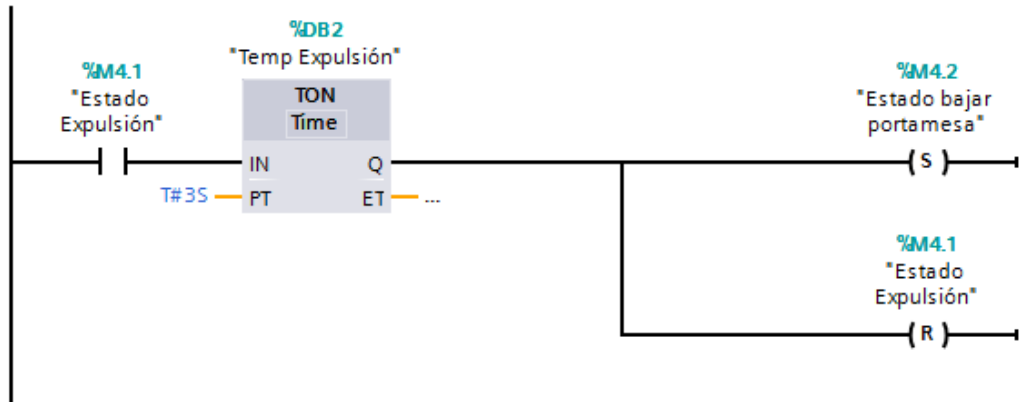 %DB2
"Temp Expulsión"
%M4.1
"Estado
Expulsión"
TON
Time
IN
Q
T#3S
PT
ET
...
%M4.2
"Estado bajar
portamesa"
S
%M4.1
"Estado
Expulsión"
R